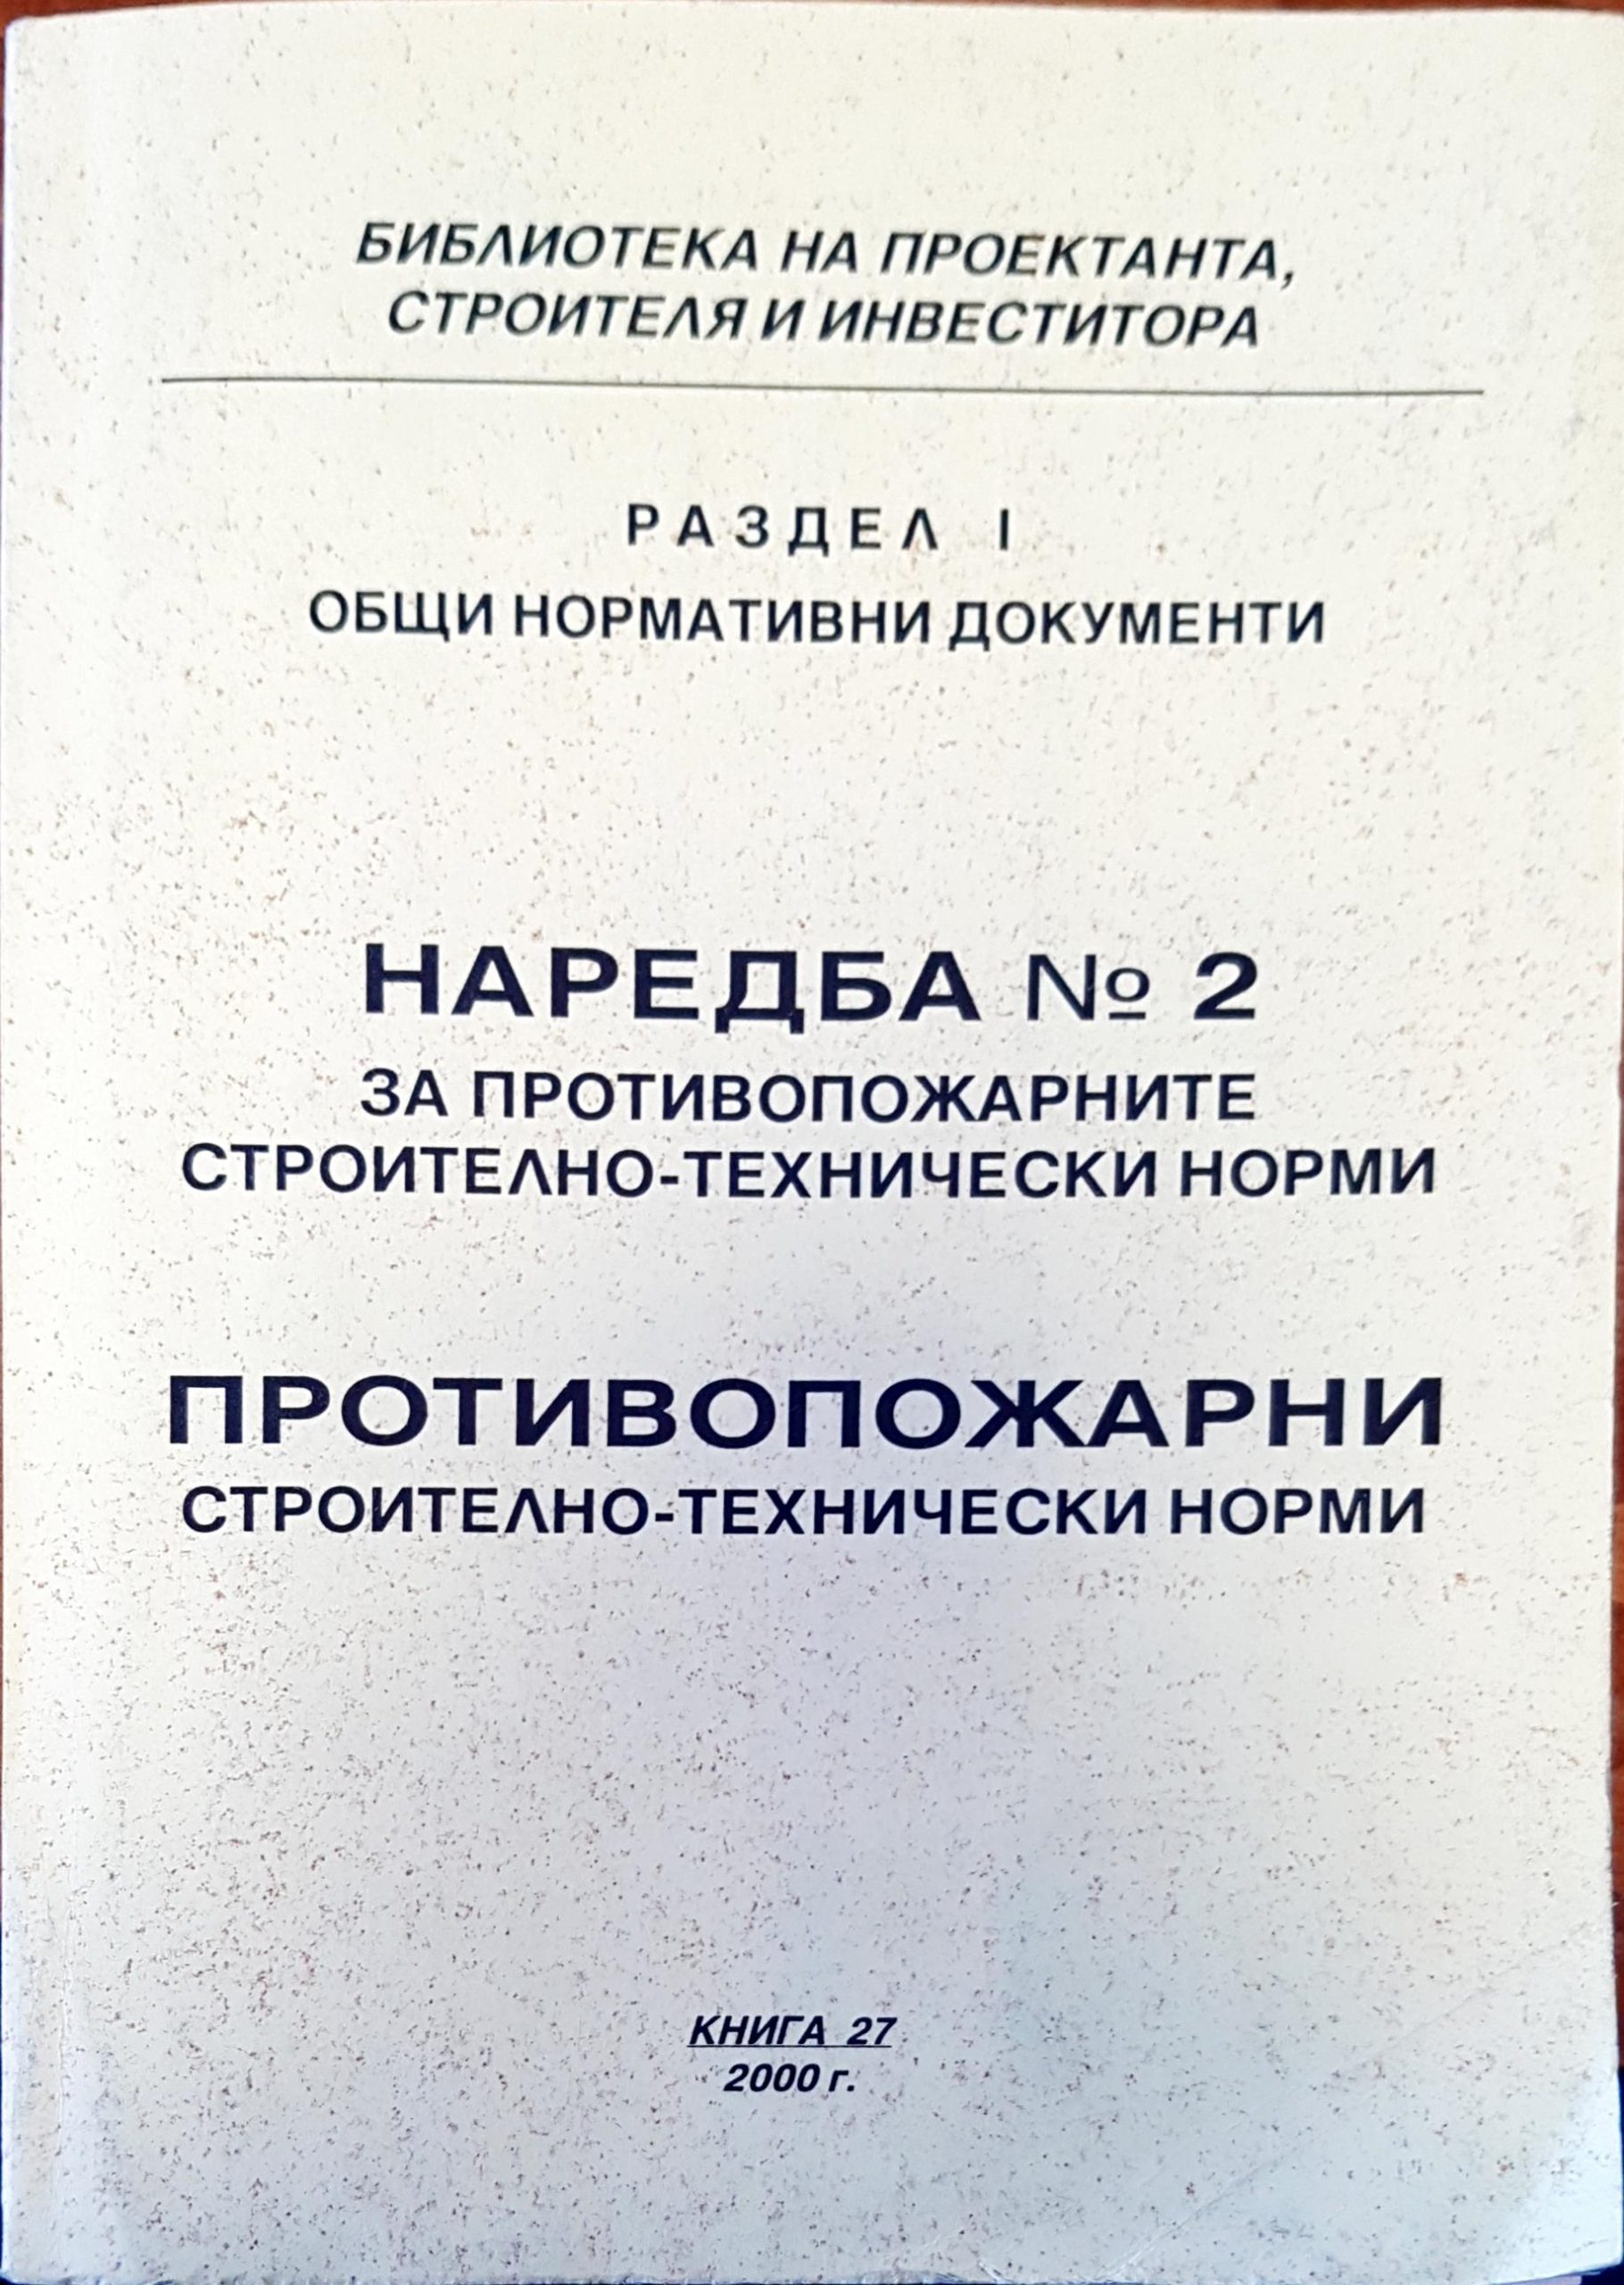 БИБЛИОТЕКА НА ПРОЕКТАНТА,
СТРОИТЕЛЯ И ИНВЕСТИТОРА
РАЗДЕЛ I
ОБЩИ НОРМАТИВНИ ДОКУМЕНТИ
НАРЕДБА № 2
ЗА ПРОТИВОПОЖАРНИТЕ
СТРОИТЕЛНО-ТЕХНИЧЕСКИ НОРМИ
ПРОТИВОПОЖАРНИ
СТРОИТЕЛНО-ТЕХНИЧЕСКИ НОРМИ
КНИГА 27
2000 г.